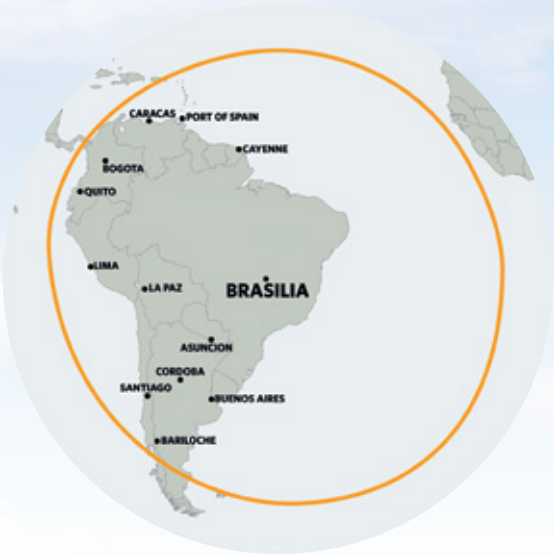 CARACAS
PORT OF SPAIN
CAYENNE
BOGOTA
QUITO
LIMA
LA PAZ
BRASILIA
ASUNCION
CORDOBA
SANTIAGO
BUENOS AIRES
BARILOCHE